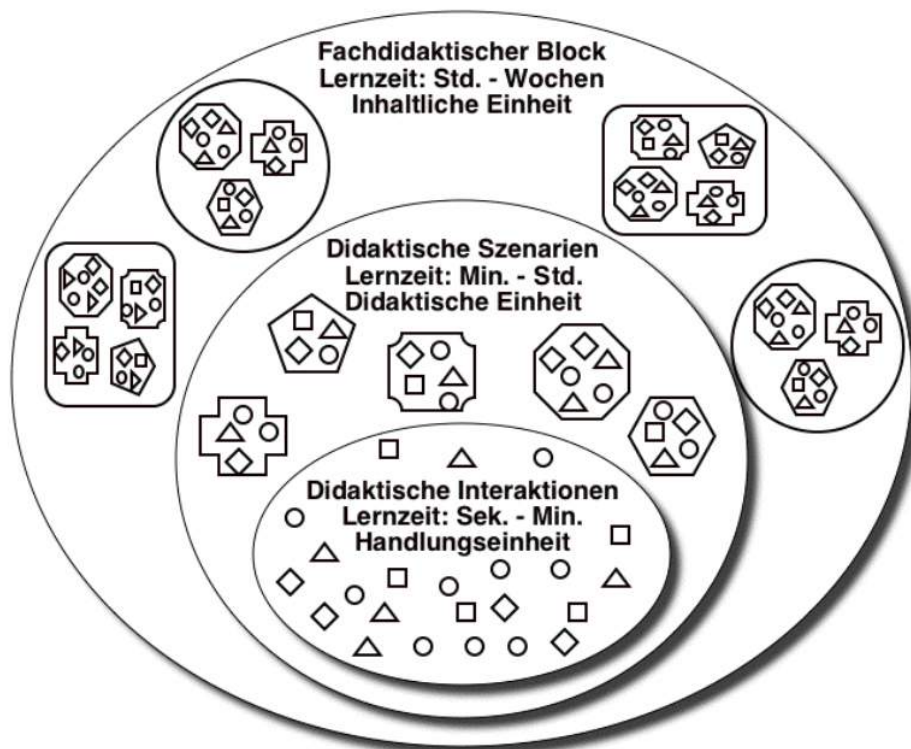 Fachdidaktischer Block
Lernzeit: Std. - Wochen
Inhaltliche Einheit
Didaktische Szenarien
Lernzeit: Min. - Std.
Didaktische Einheit
Didaktische Interaktionen
Lernzeit: Sek. - Min.
Handlungseinheit